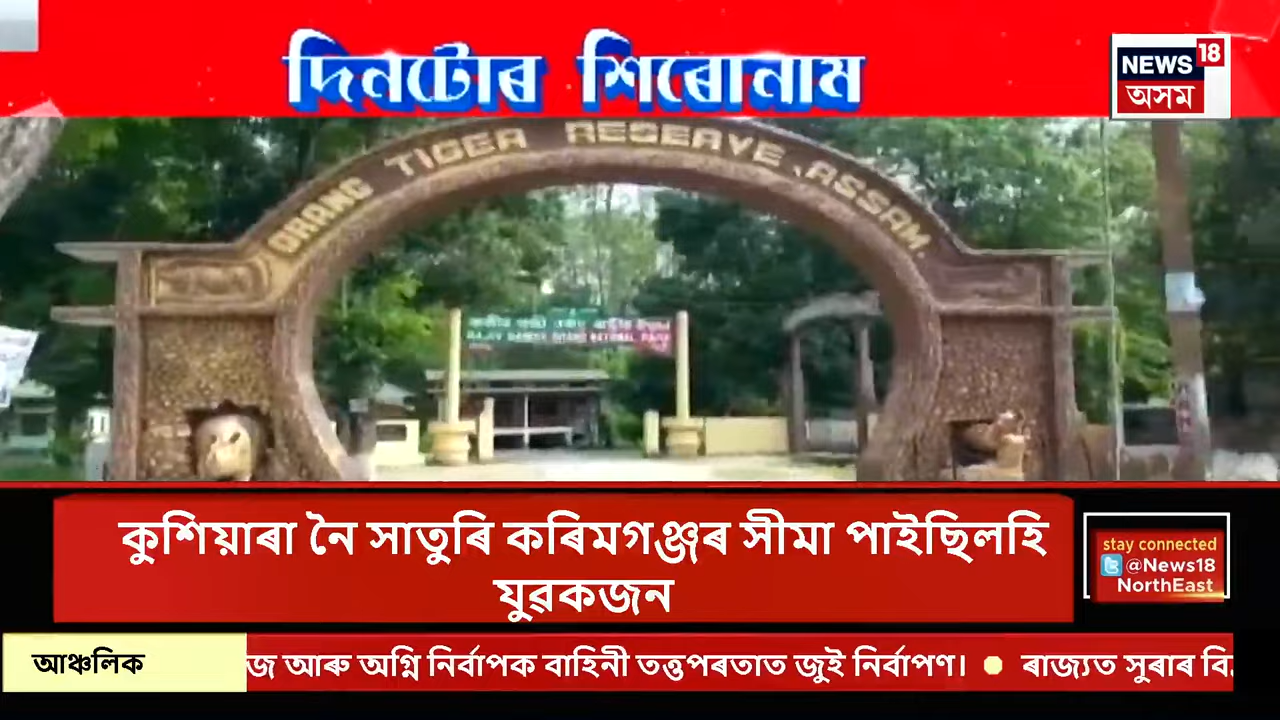 দিনটোৰ শিৰোনাম
NEWS 18
অসম
ORANG TIGER RESERVE, ASSAM.
কুশিয়াৰা নৈ সাতুৰি কৰিমগঞ্জৰ সীমা পাইছিলহি
যুৱকজন
stay connected
@News18
NorthEast
আঞ্চলিক
জ আৰু অগ্নি নিৰ্বাপক বাহিনী তত্তপৰতাত জুই নিৰ্বাপণ। ৰাজ্যত সুৰাৰ